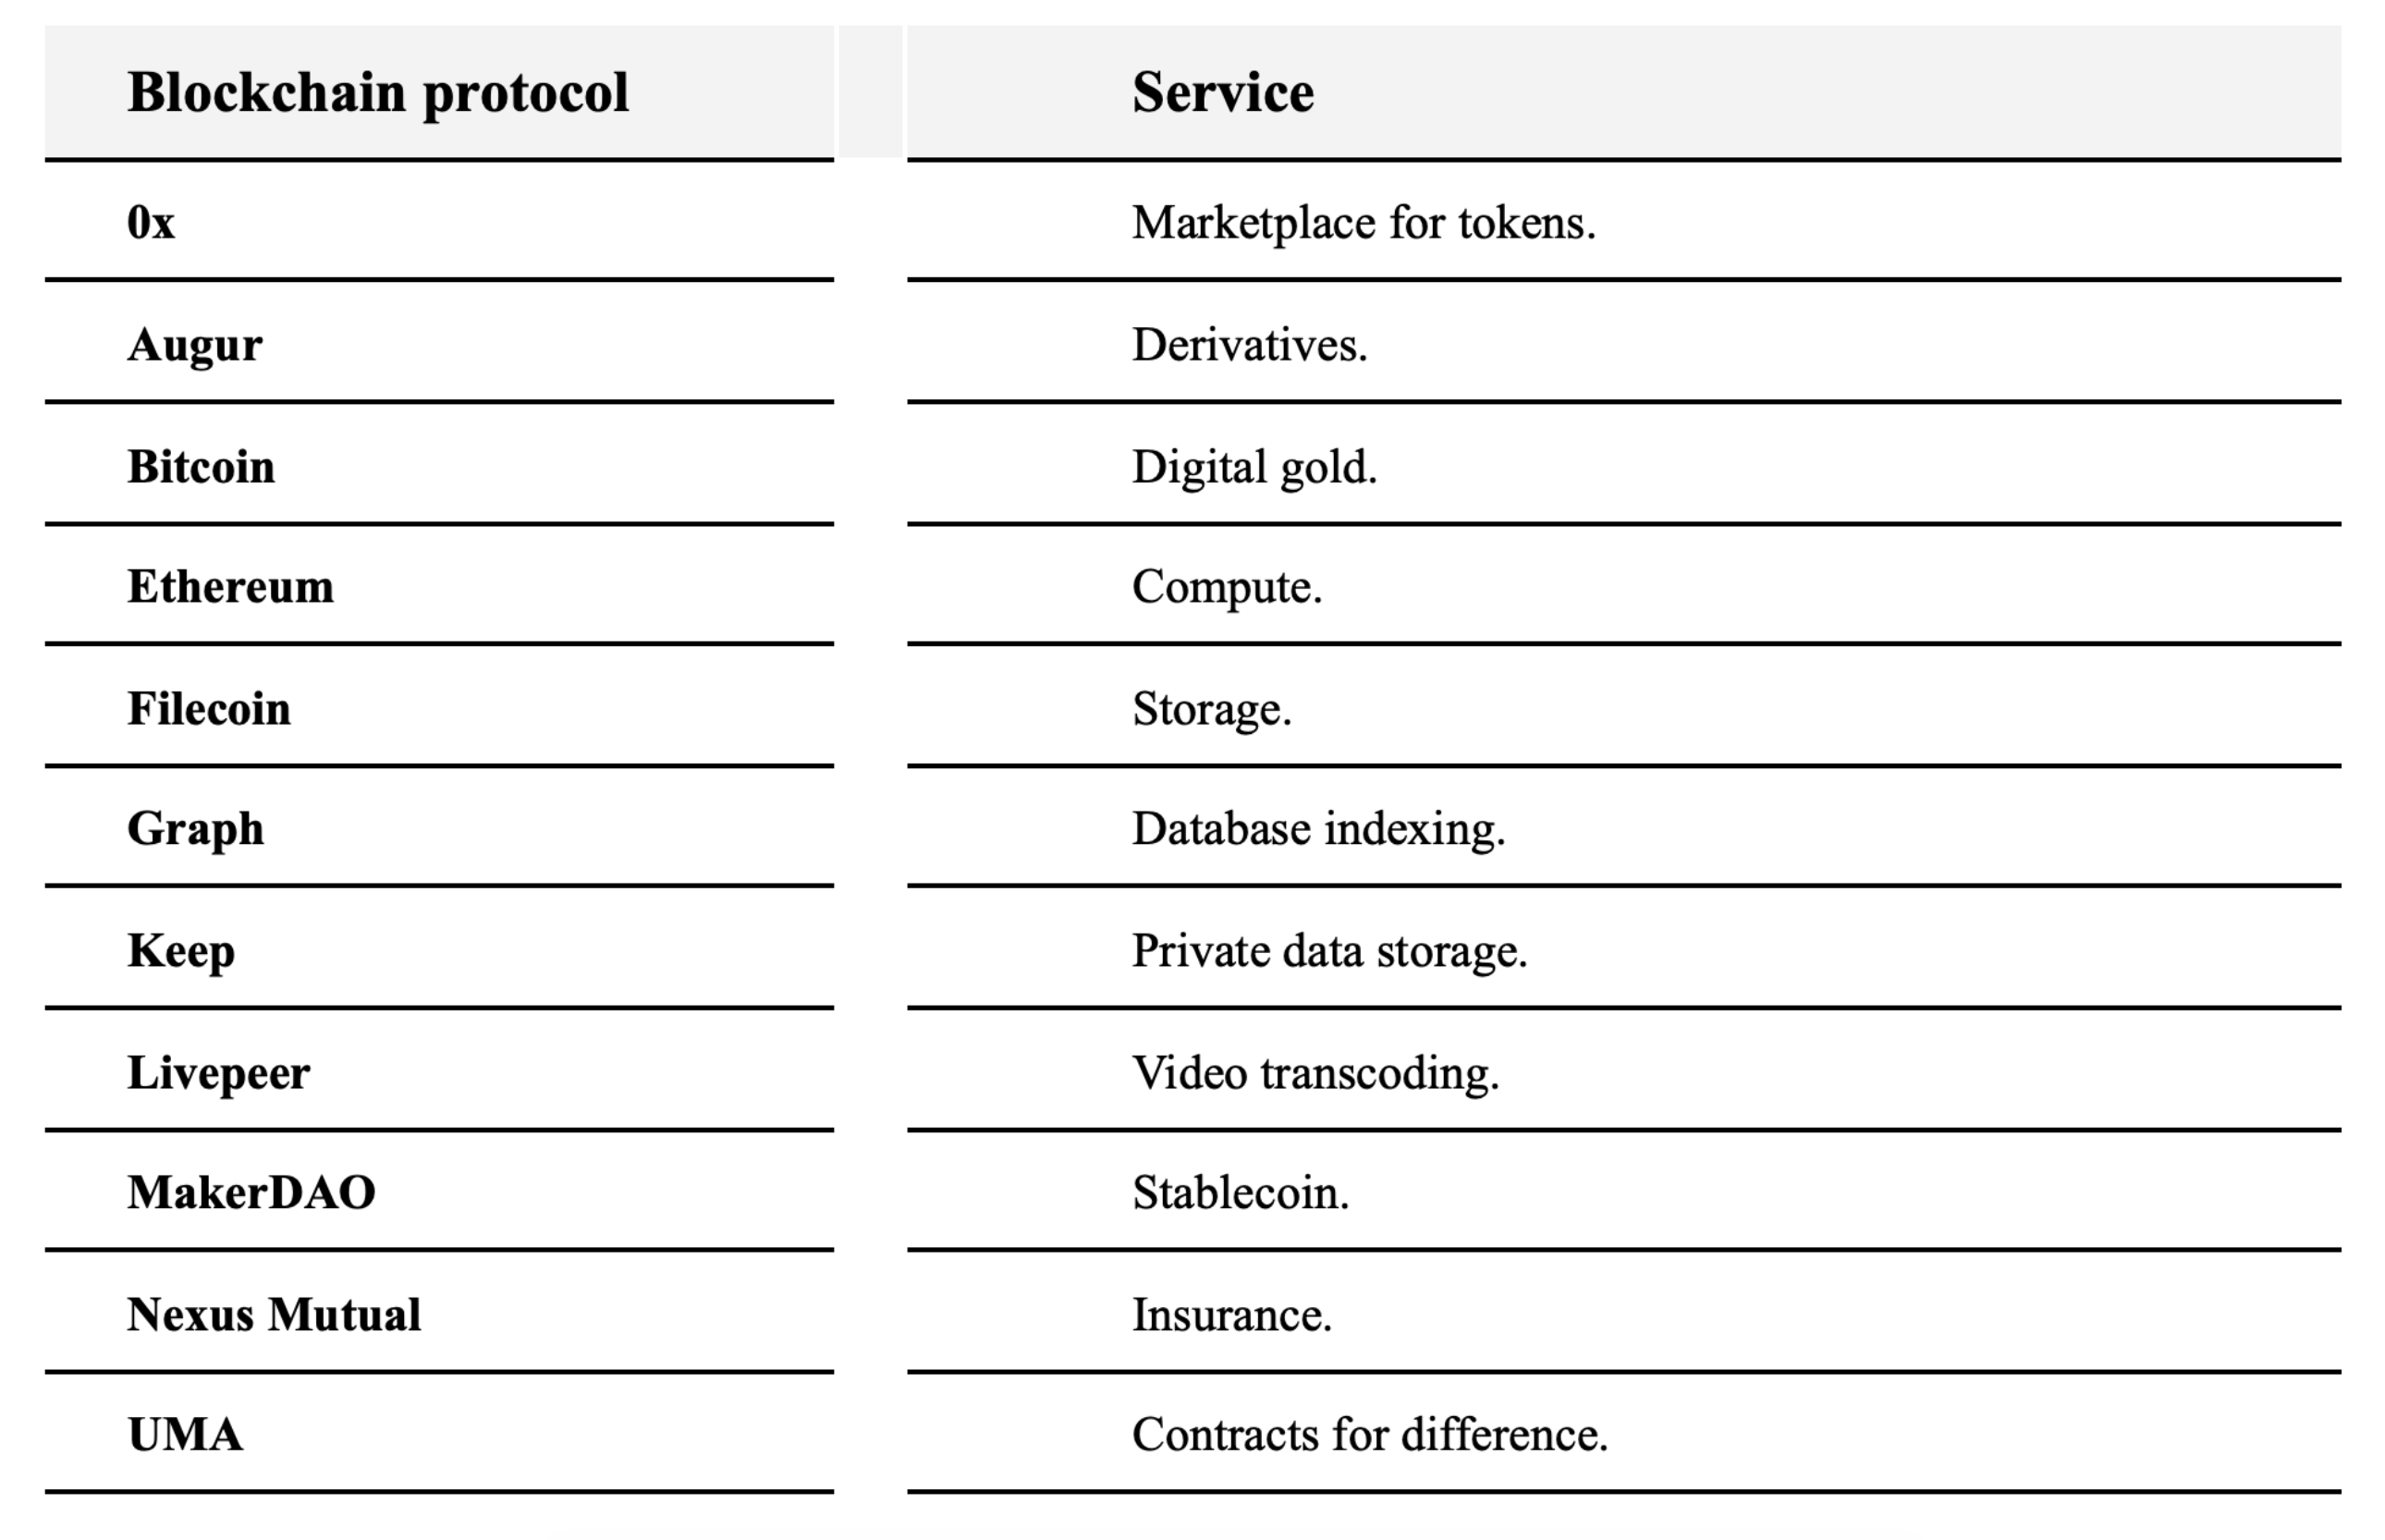 Blockchain protocol Service
0x Marketplace for tokens.
Augur Derivatives.
Bitcoin Digital gold.
Ethereum Compute.
Filecoin Storage.
Graph Database indexing.
Keep Private data storage.
Livepeer Video transcoding.
MakerDAO Stablecoin.
Nexus Mutual Insurance.
UMA Contracts for difference.